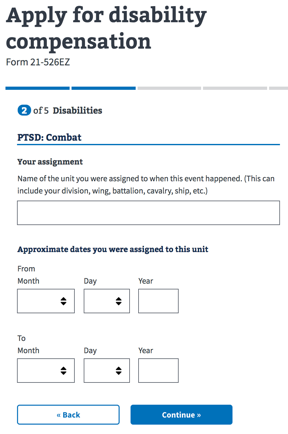 Apply for disability
compensation
Form 21-526EZ
2 of 5 Disabilities
PTSD: Combat
Your assignment
Name of the unit you were assigned to when this event happened. (This can
include your division, wing, battalion, cavalry, ship, etc.)
Approximate dates you were assigned to this unit
From
Month Day Year
To
Month Day Year
« Back Continue »